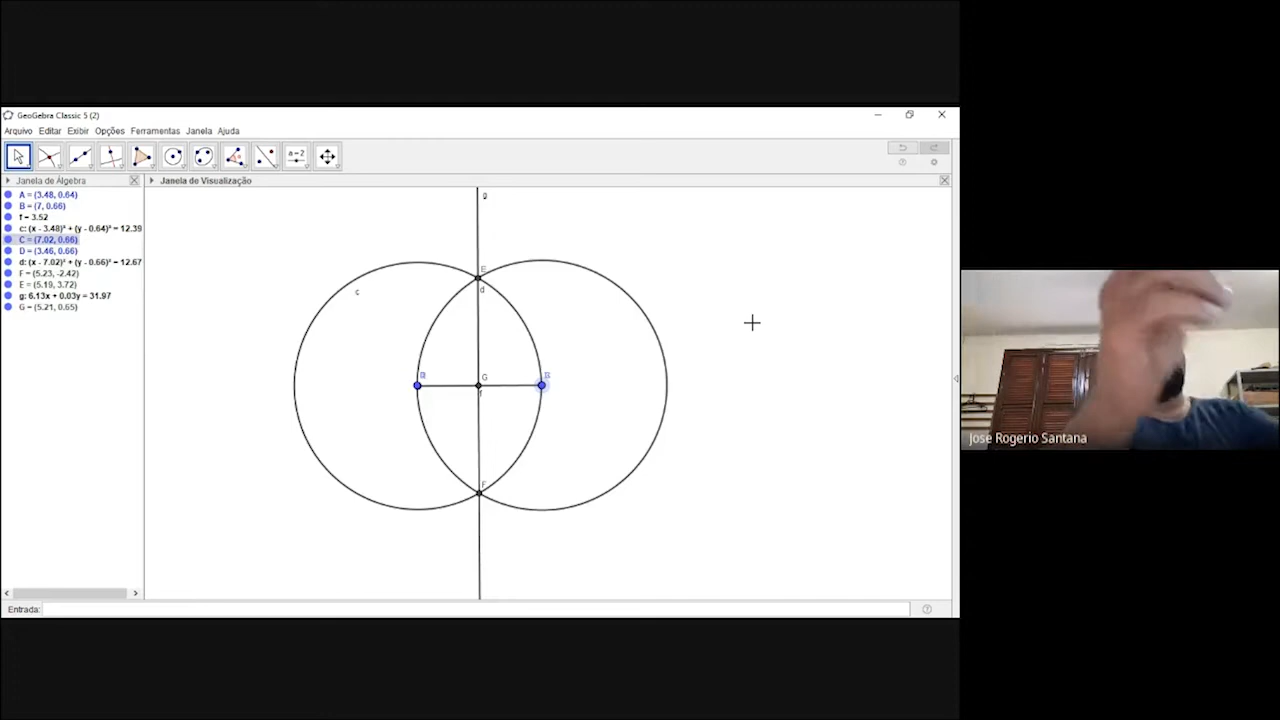 GeoGebra Classic 5 (2)
Arquivo Editar Exibir Opções Ferramentas Janela Ajuda
a=2
Janela de Álgebra
Janela de Visualização
A = (3.48, 0.64)
B = (7, 0.66)
f = 3.52
c: (x - 3.48)² + (y - 0.64)² = 12.39
C = (7.02, 0.66)
D = (3.46, 0.66)
d: (x - 7.02)² + (y - 0.66)² = 12.67
F = (5.23, -2.42)
E = (5.19, 3.72)
g: 6.13x + 0.03y = 31.97
G = (5.21, 0.65)
g
E
d
c
G
f
F
Entrada:
Jose Rogerio Santana